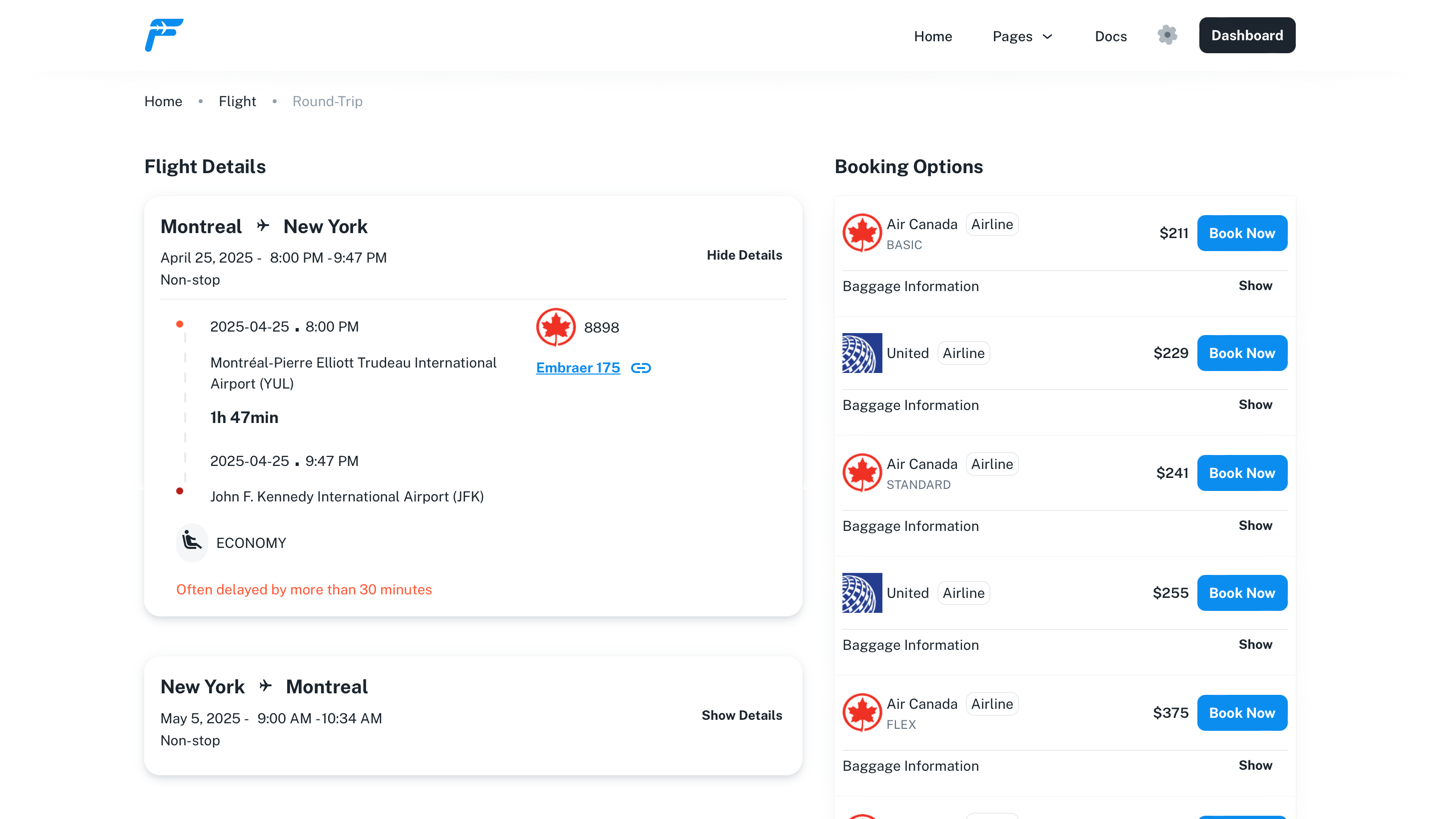 Home
Pages
Docs
Dashboard
Home • Flight • Round-Trip
Flight Details
Montreal New York
April 25, 2025 - 8:00 PM - 9:47 PM
Non-stop
Hide Details
2025-04-25 . 8:00 PM
Montréal-Pierre Elliott Trudeau International
Airport (YUL)
1h 47min
2025-04-25 . 9:47 PM
John F. Kennedy International Airport (JFK)
8898
Embraer 175
ECONOMY
Often delayed by more than 30 minutes
New York Montreal
May 5, 2025 - 9:00 AM - 10:34 AM
Non-stop
Show Details
Booking Options
Air Canada Airline
BASIC
$211 Book Now
Baggage Information Show
United Airline
$229 Book Now
Baggage Information Show
Air Canada Airline
STANDARD
$241 Book Now
Baggage Information Show
United Airline
$255 Book Now
Baggage Information Show
Air Canada Airline
FLEX
$375 Book Now
Baggage Information Show